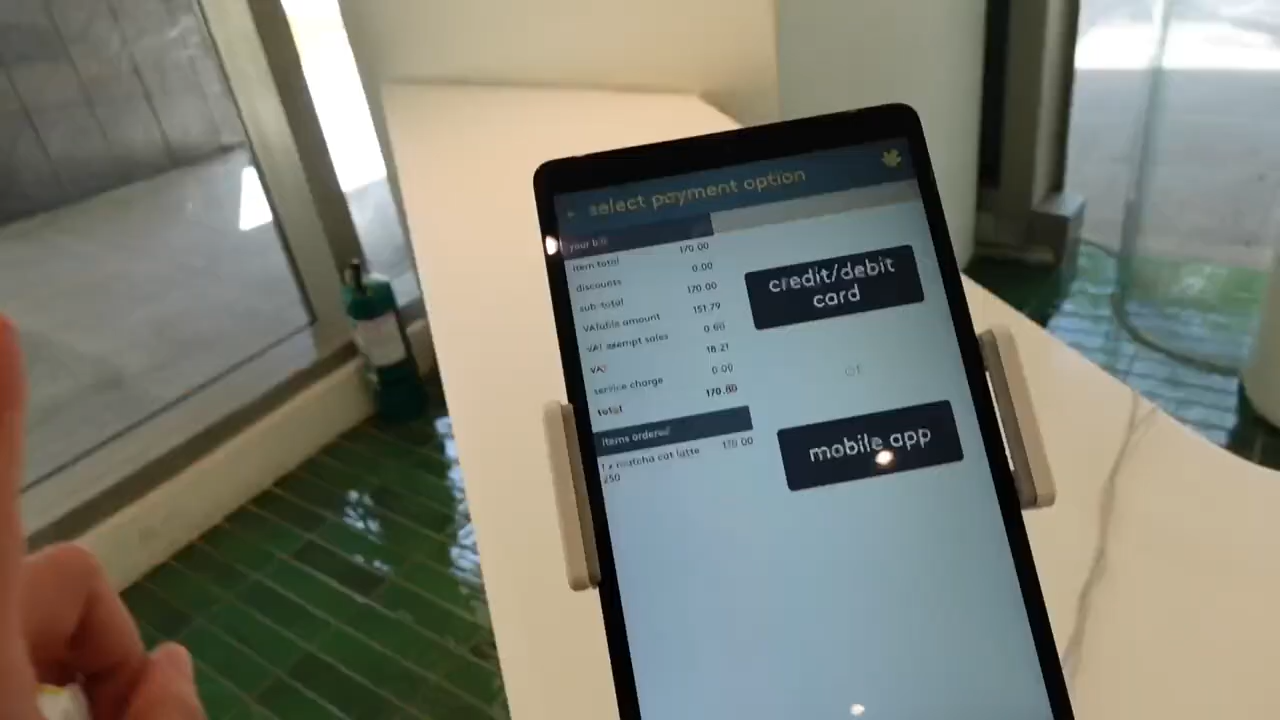 select payment option
your bill
item total 170.00
discounts 0.00
sub-total 170.00
VATable amount 151.79
VAT exempt sales 0.00
VAT 18.21
service charge 0.00
total 170.00
items ordered
1 x matcha oat latte 170.00
250
credit/debit
card
or
mobile app